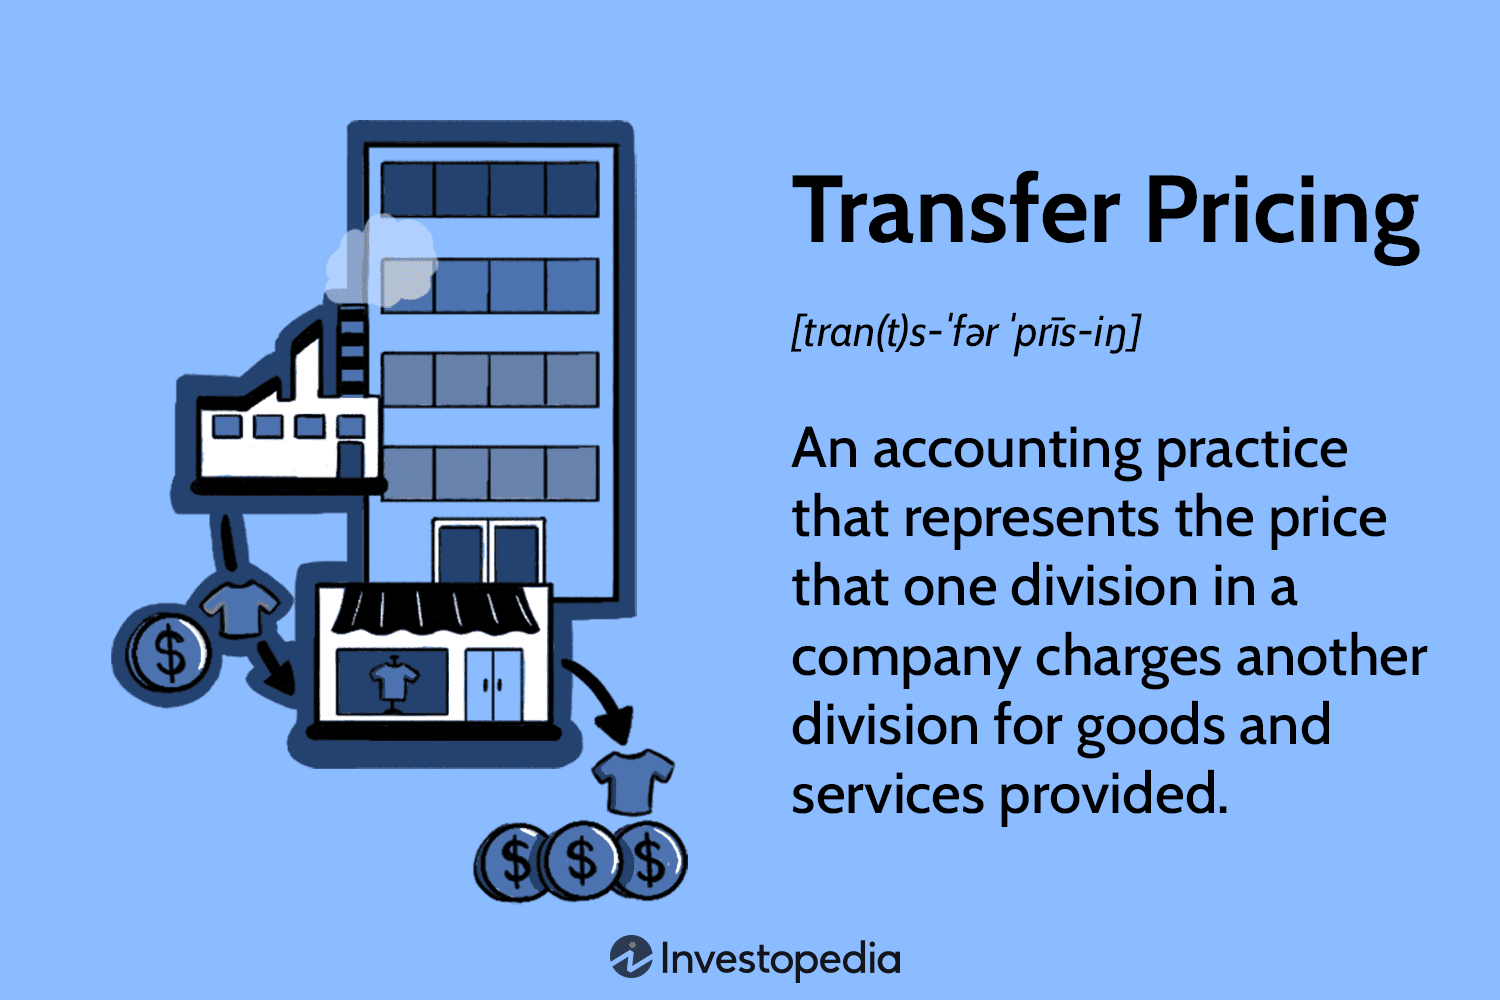 Transfer Pricing
[tran(t)s-ˈfər ˈprīs-iŋ]
An accounting practice
that represents the price
that one division in a
company charges another
division for goods and
services provided.
$
$ $ $
Investopedia